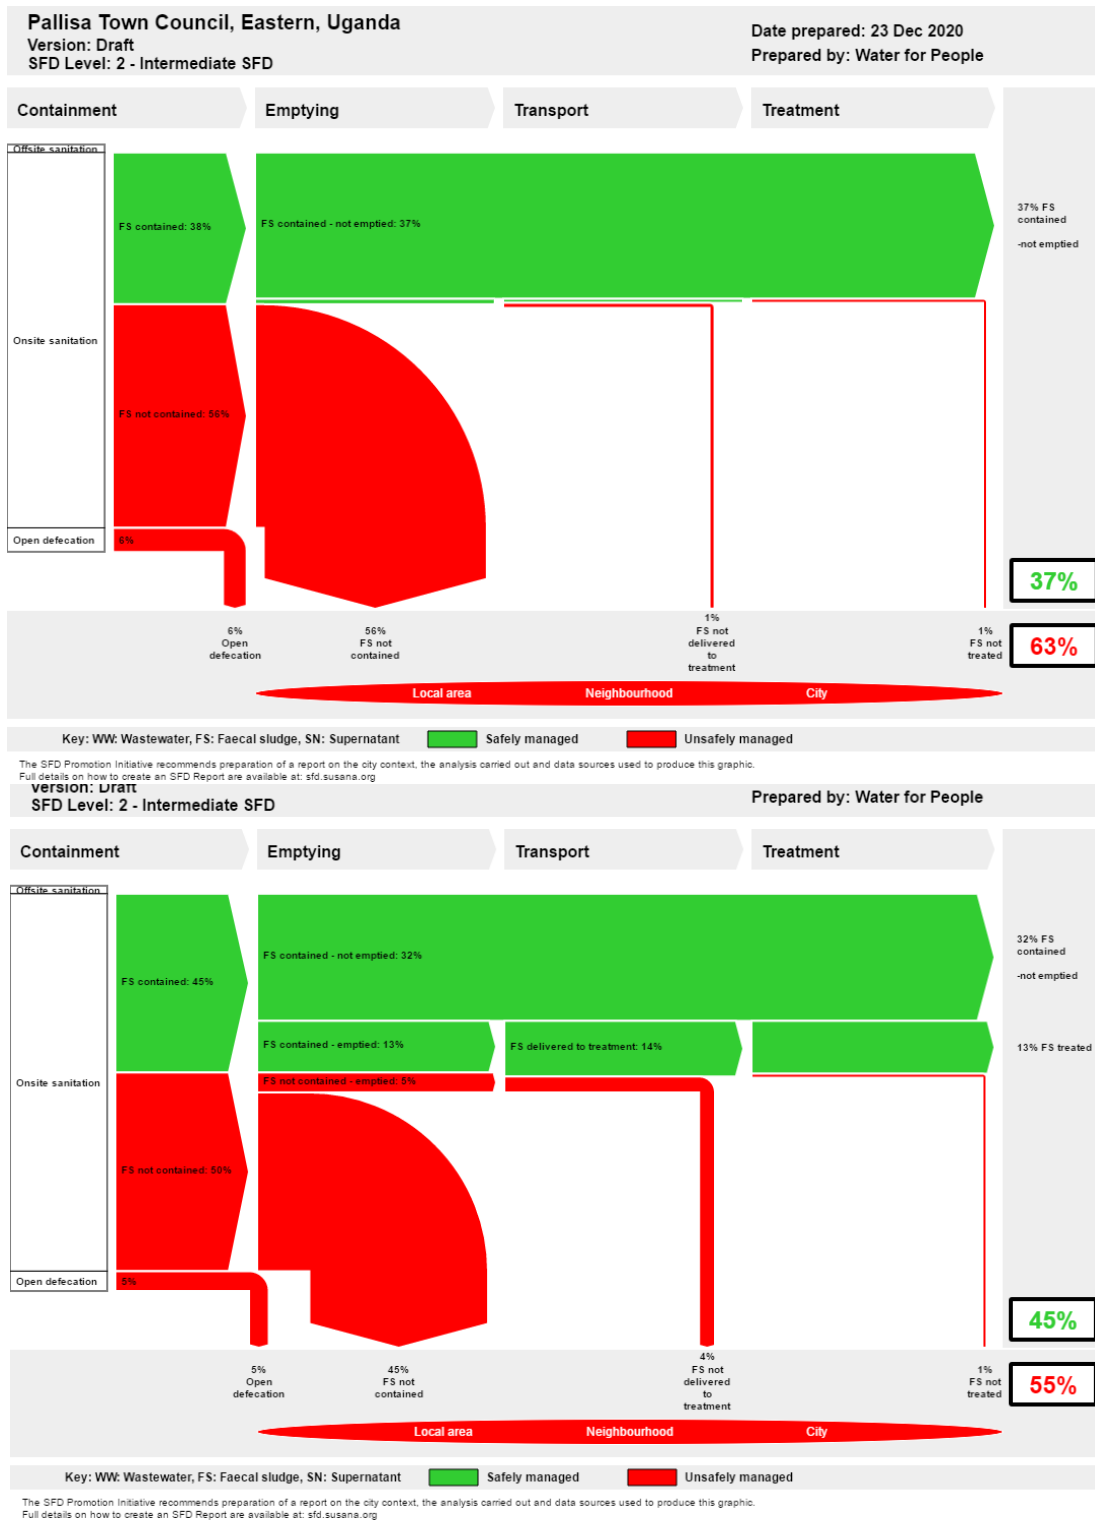 Pallisa Town Council, Eastern, Uganda
Version: Draft
SFD Level: 2 - Intermediate SFD
Date prepared: 23 Dec 2020
Prepared by: Water for People
Containment
Emptying
Transport
Treatment
Offsite sanitation
FS contained: 38%
FS contained - not emptied: 37%
37% FS
contained
-not emptied
Onsite sanitation
FS not contained: 56%
Open defecation
6%
37%
6%
Open
defecation
56%
FS not
contained
1%
FS not
delivered
to
treatment
1%
FS not
treated
63%
Local area
Neighbourhood
City
Key: WW: Wastewater, FS: Faecal sludge, SN: Supernatant
Safely managed
Unsafely managed
The SFD Promotion Initiative recommends preparation of a report on the city context, the analysis carried out and data sources used to produce this graphic.
Full details on how to create an SFD Report are available at: sfd.susana.org
Version: Draft
SFD Level: 2 - Intermediate SFD
Prepared by: Water for People
Containment
Emptying
Transport
Treatment
Offsite sanitation
FS contained: 45%
FS contained - not emptied: 32%
32% FS
contained
-not emptied
FS contained - emptied: 13%
FS delivered to treatment: 14%
13% FS treated
Onsite sanitation
FS not contained - emptied: 5%
FS not contained: 50%
Open defecation
5%
45%
5%
Open
defecation
45%
FS not
contained
4%
FS not
delivered
to
treatment
1%
FS not
treated
55%
Local area
Neighbourhood
City
Key: WW: Wastewater, FS: Faecal sludge, SN: Supernatant
Safely managed
Unsafely managed
The SFD Promotion Initiative recommends preparation of a report on the city context, the analysis carried out and data sources used to produce this graphic.
Full details on how to create an SFD Report are available at: sfd.susana.org